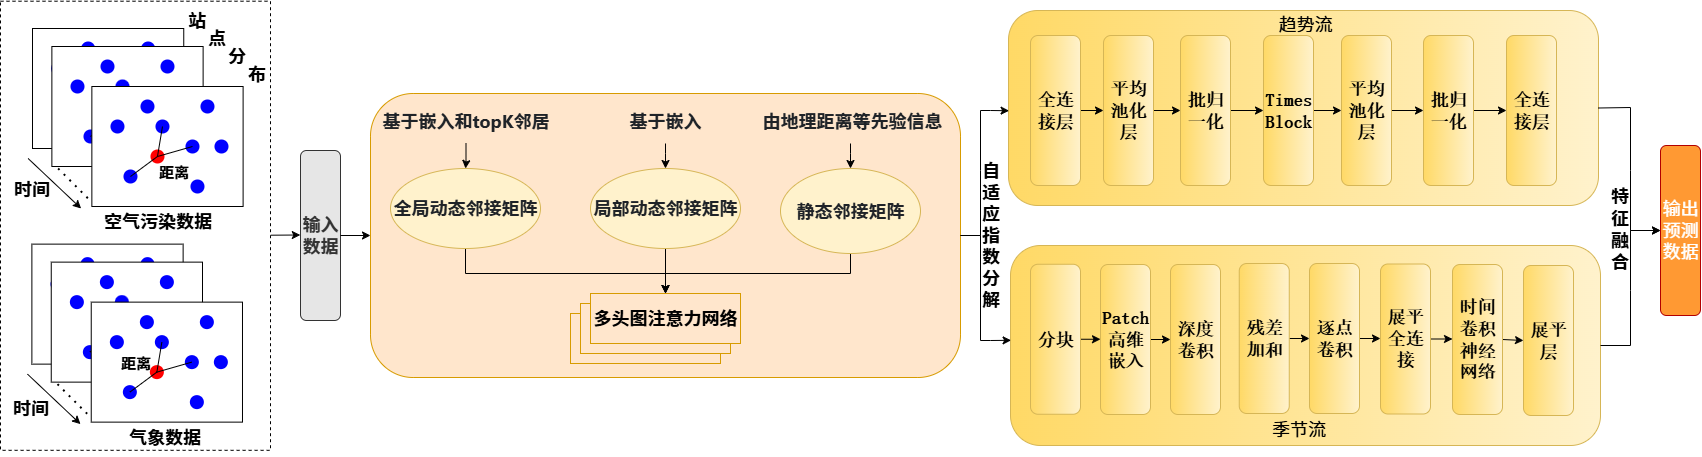 站
点
分
布
距离
时间
空气污染数据
距离
时间
气象数据
输入
数据
基于嵌入和topK邻居
基于嵌入
由地理距离等先验信息
全局动态邻接矩阵
局部动态邻接矩阵
静态邻接矩阵
多头图注意力网络
自
适
应
指
数
分
解
趋势流
全连
接层
平均
池化
层
批归
一化
Times
Block
平均
池化
层
批归
一化
全连
接层
分块
Patch
高维
嵌入
深度
卷积
残差
加和
逐点
卷积
展平
全连
接
时间
卷积
神经
网络
展平
层
季节流
特
征
融
合
输出
预测
数据